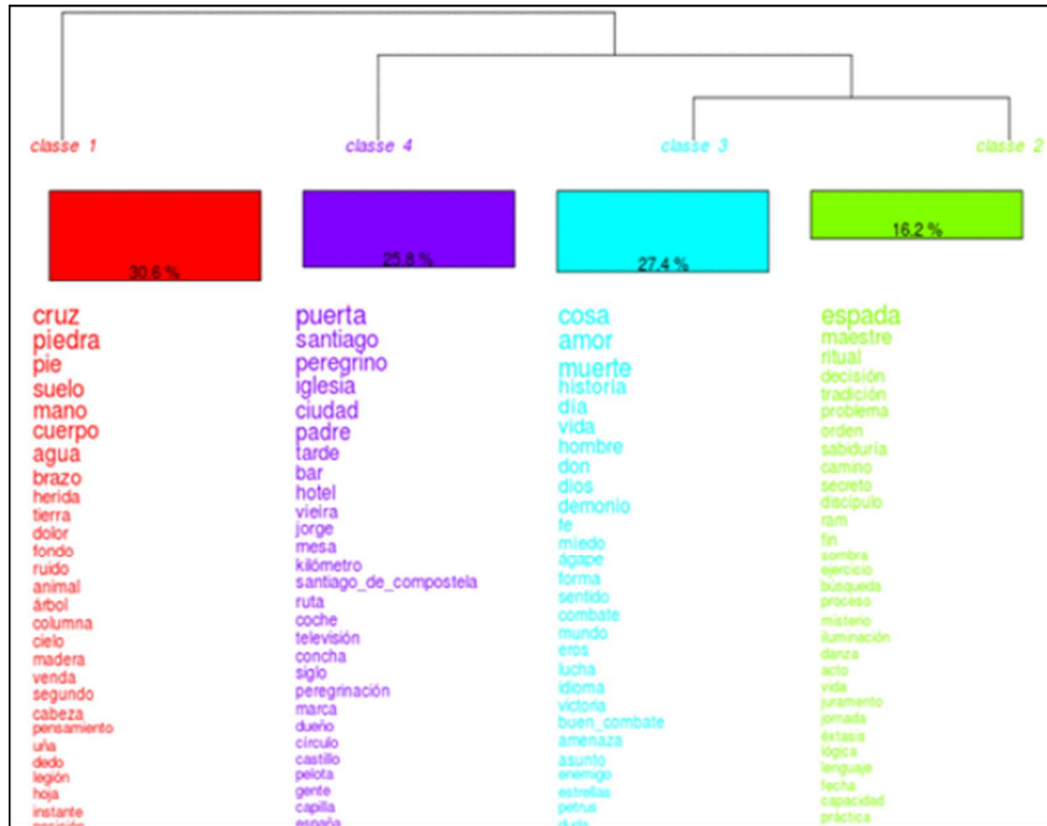 classe 1
classe 4
classe 3
classe 2
30.6 %
25.8 %
27.4 %
16.2 %
cruz
piedra
pie
suelo
mano
cuerpo
agua
brazo
herida
tierra
dolor
fondo
ruido
animal
árbol
columna
cielo
madera
venda
segundo
cabeza
pensamiento
uña
dedo
legión
hoja
instante
puerta
santiago
peregrino
iglesia
ciudad
padre
tarde
bar
hotel
vieira
jorge
mesa
kilómetro
santiago_de_compostela
ruta
coche
televisión
concha
siglo
peregrinación
marca
dueño
círculo
castillo
pelota
gente
capilla
españa
cosa
amor
muerte
historia
día
vida
hombre
don
dios
demonio
fe
miedo
ágape
forma
sentido
combate
mundo
eros
lucha
idioma
victoria
buen_combate
amenaza
asunto
enemigo
estrellas
petrus
espada
maestre
ritual
decisión
tradición
problema
orden
sabiduría
camino
secreto
discípulo
ram
fin
sombra
ejercicio
búsqueda
proceso
misterio
iluminación
danza
acto
vida
juramento
jornada
éxtasis
lógica
lenguaje
fecha
capacidad
práctica